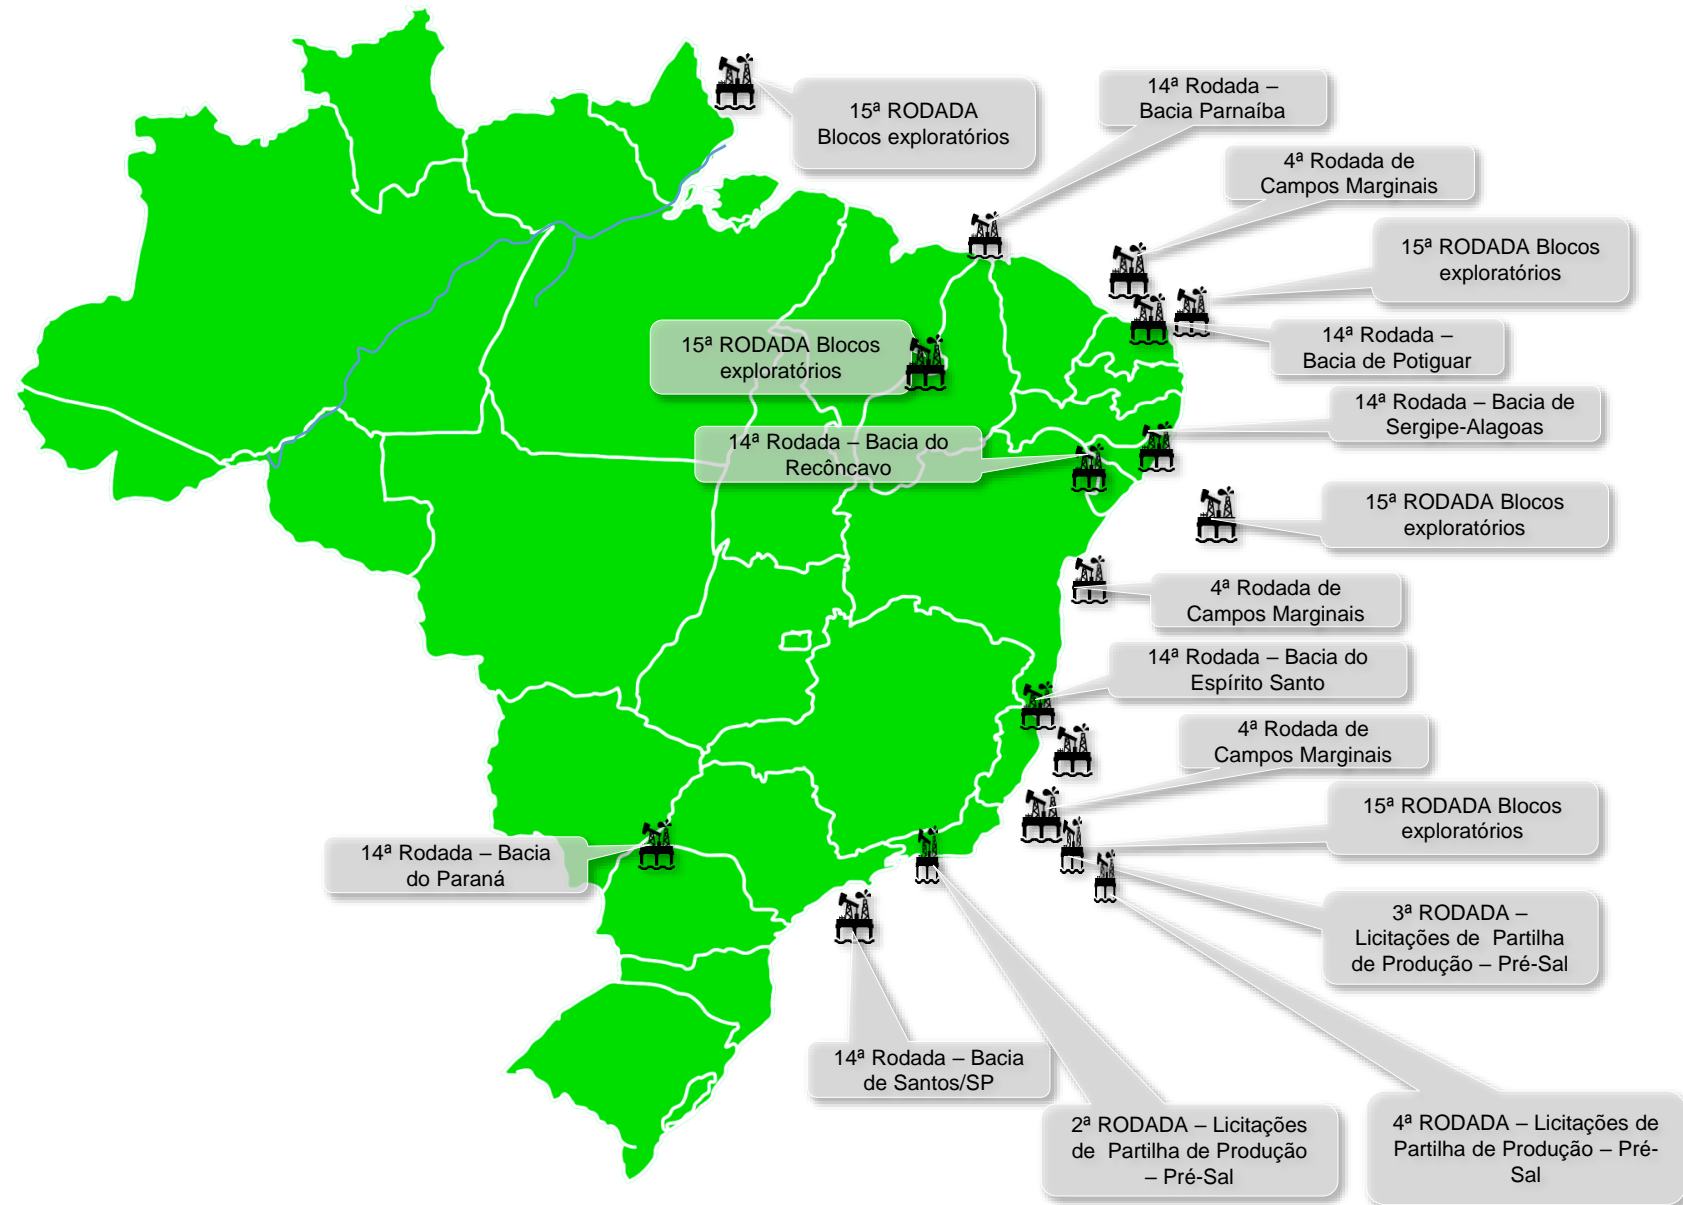 15ª RODADA
Blocos exploratórios
14ª Rodada –
Bacia Parnaíba
4ª Rodada de
Campos Marginais
15ª RODADA Blocos
exploratórios
15ª RODADA Blocos
exploratórios
14ª Rodada –
Bacia de Potiguar
14ª Rodada – Bacia de
Sergipe-Alagoas
14ª Rodada – Bacia do
Recôncavo
15ª RODADA Blocos
exploratórios
4ª Rodada de
Campos Marginais
14ª Rodada – Bacia do
Espírito Santo
4ª Rodada de
Campos Marginais
15ª RODADA Blocos
exploratórios
14ª Rodada – Bacia
do Paraná
3ª RODADA –
Licitações de Partilha
de Produção – Pré-Sal
14ª Rodada – Bacia
de Santos/SP
2ª RODADA – Licitações
de Partilha de Produção
– Pré-Sal
4ª RODADA – Licitações de
Partilha de Produção – Pré-
Sal